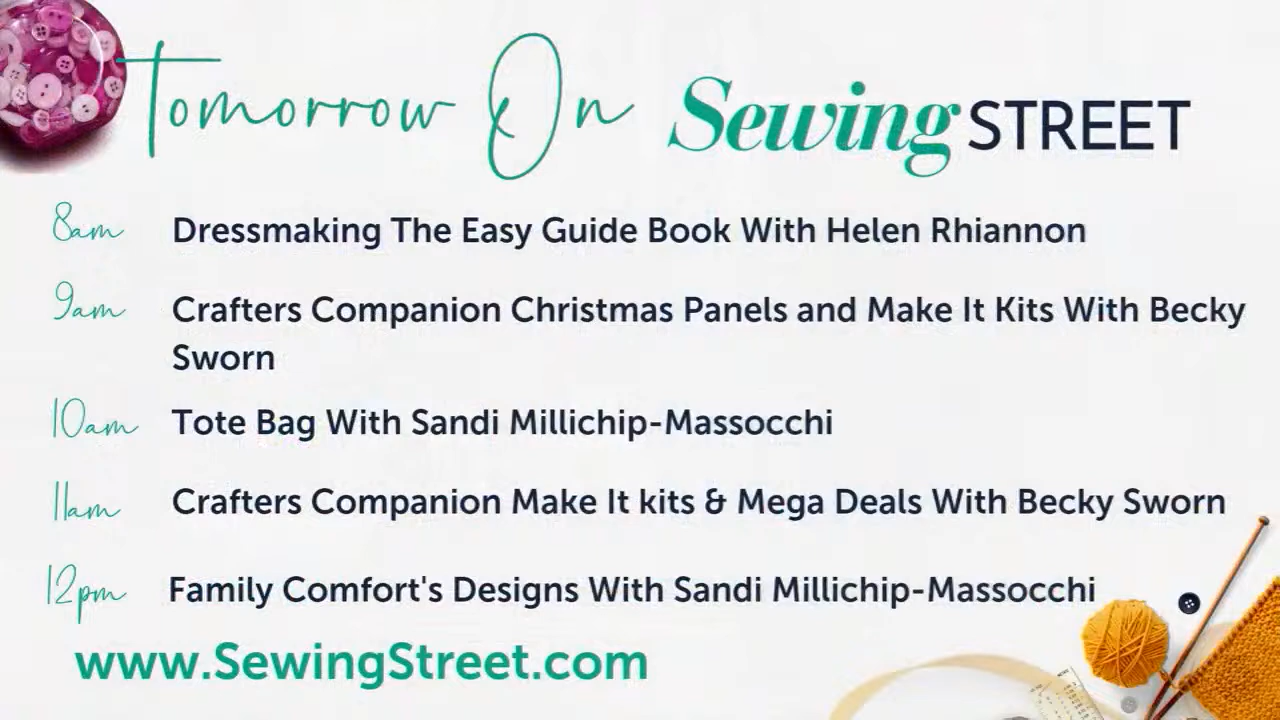 Tomorrow On Sewing STREET
8am Dressmaking The Easy Guide Book With Helen Rhiannon
9am Crafters Companion Christmas Panels and Make It Kits With Becky
Sworn
10am Tote Bag With Sandi Millichip-Massocchi
11am Crafters Companion Make It kits & Mega Deals With Becky Sworn
12pm Family Comfort's Designs With Sandi Millichip-Massocchi
www.SewingStreet.com